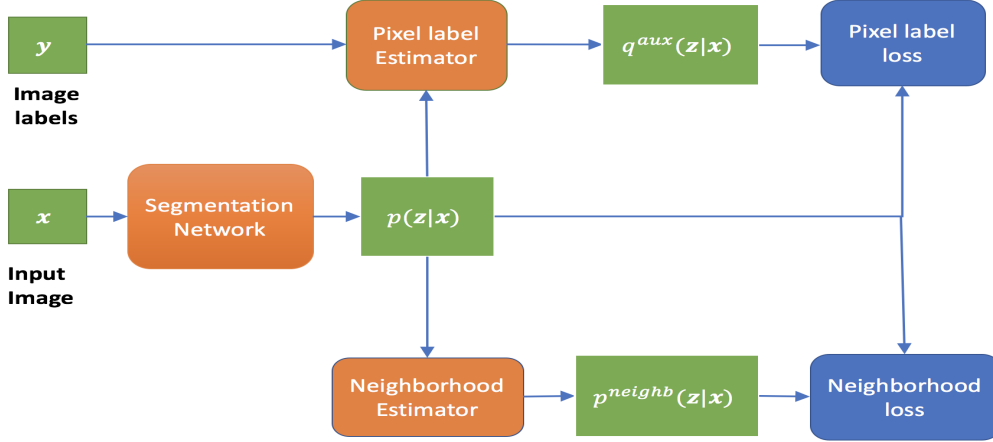 y
Pixel label
Estimator
q^{aux}(z|x)
Pixel label
loss
Image
labels
x
Segmentation
Network
p(z|x)
Input
Image
Neighborhood
Estimator
p^{neighb}(z|x)
Neighborhood
loss